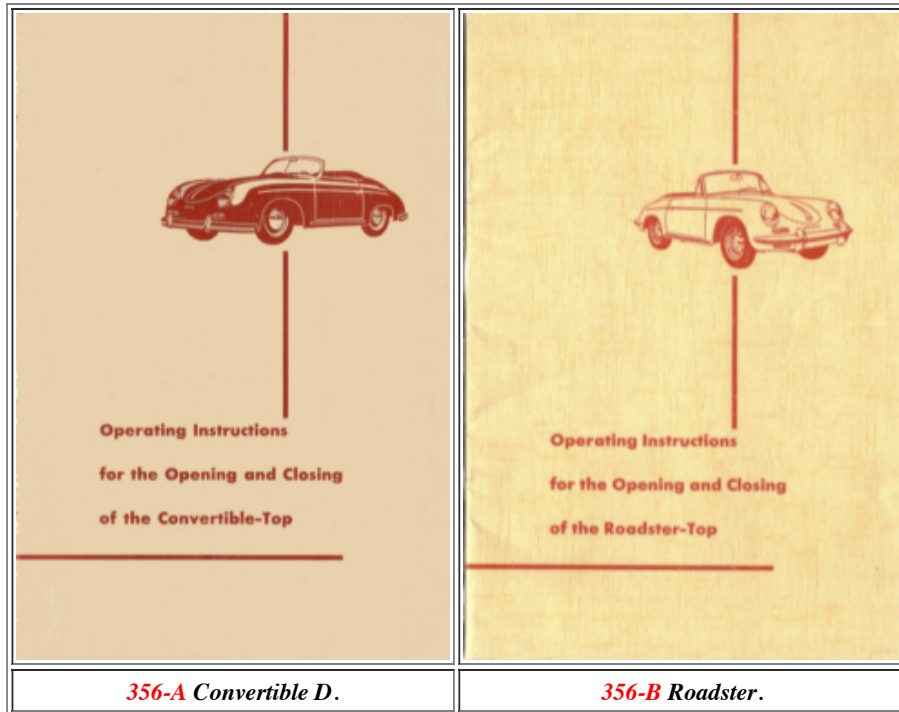 Operating Instructions
for the Opening and Closing
of the Convertible-Top
356-A Convertible D.
Operating Instructions
for the Opening and Closing
of the Roadster-Top
356-B Roadster.